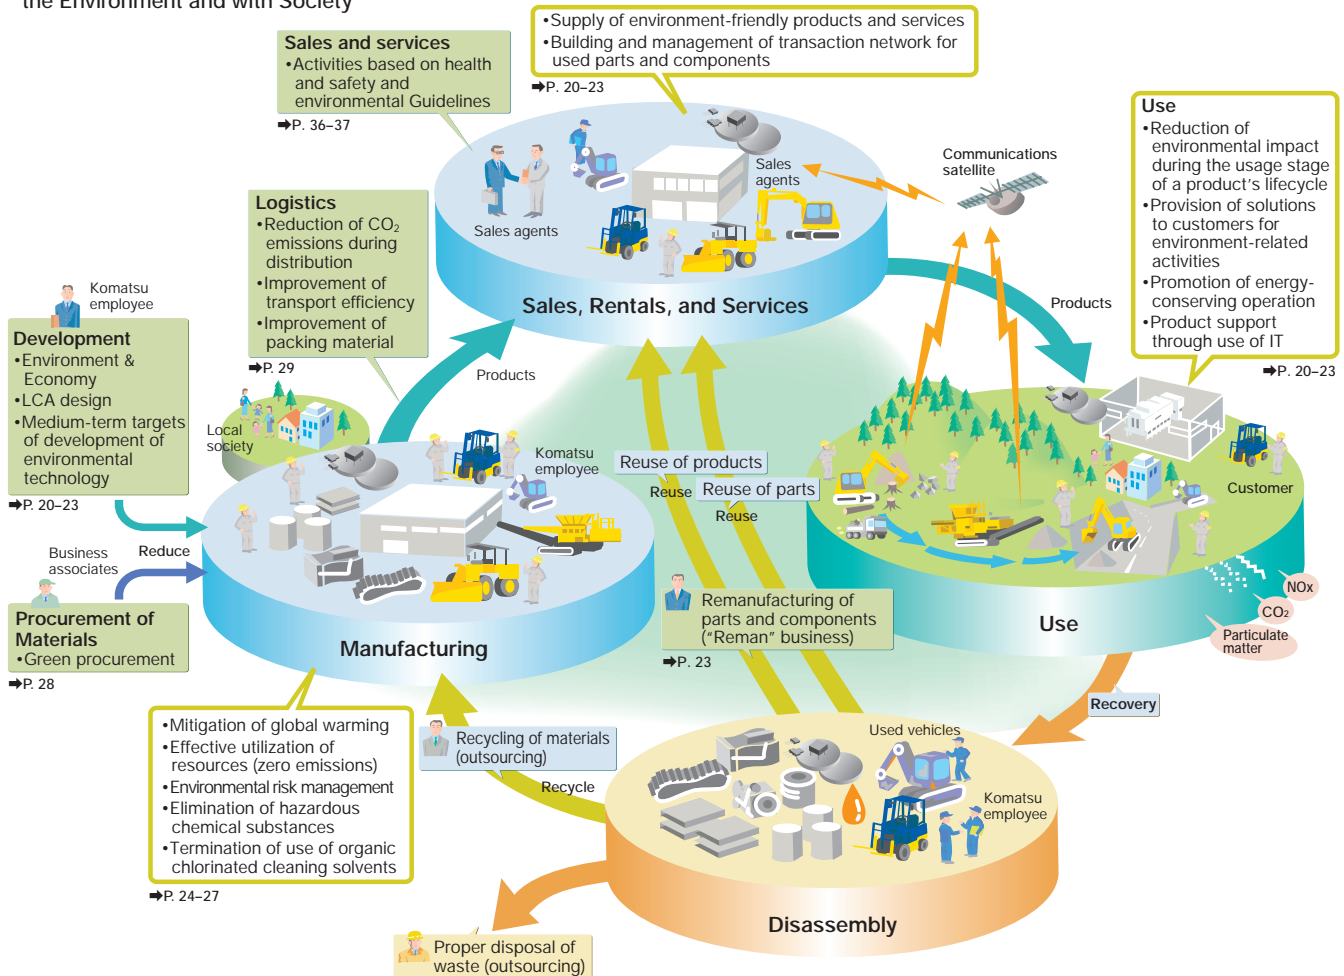 the Environment and with Society
Sales and services
•Activities based on health
and safety and
environmental Guidelines
➡P. 36–37
•Supply of environment-friendly products and services
•Building and management of transaction network for
used parts and components
➡P. 20–23
Use
•Reduction of
environmental impact
during the usage stage
of a product's lifecycle
•Provision of solutions
to customers for
environment-related
activities
•Promotion of energy-
conserving operation
•Product support
through use of IT
➡P. 20–23
Communications
satellite
Sales
agents
Sales agents
Sales, Rentals, and Services
Logistics
•Reduction of CO₂
emissions during
distribution
•Improvement of
transport efficiency
•Improvement of
packing material
➡P. 29
Products
Products
Komatsu
employee
Development
•Environment &
Economy
•LCA design
•Medium-term targets
of development of
environmental
technology
➡P. 20–23
Local
society
Komatsu
employee
Reuse of products
Reuse
Reuse of parts
Reuse
Customer
Business
associates
Reduce
Procurement of
Materials
•Green procurement
➡P. 28
Manufacturing
Remanufacturing of
parts and components
("Reman" business)
➡P. 23
Use
NOx
CO₂
Particulate
matter
Recovery
•Mitigation of global warming
•Effective utilization of
resources (zero emissions)
•Environmental risk management
•Elimination of hazardous
chemical substances
•Termination of use of organic
chlorinated cleaning solvents
➡P. 24–27
Recycling of materials
(outsourcing)
Recycle
Used vehicles
Komatsu
employee
Disassembly
Proper disposal of
waste (outsourcing)